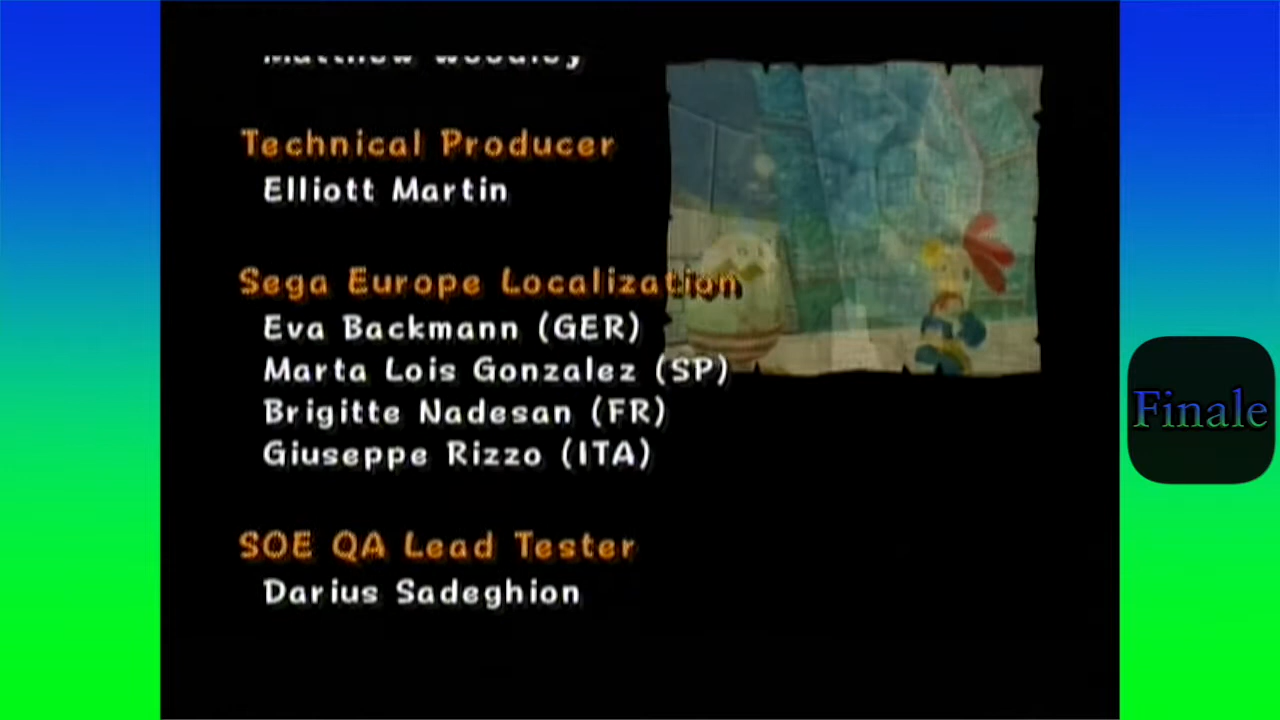 Technical Producer
Elliott Martin
Sega Europe Localization
Eva Backmann (GER)
Marta Lois Gonzalez (SP)
Brigitte Nadesan (FR)
Giuseppe Rizzo (ITA)
SOE QA Lead Tester
Darius Sadeghion
Finale